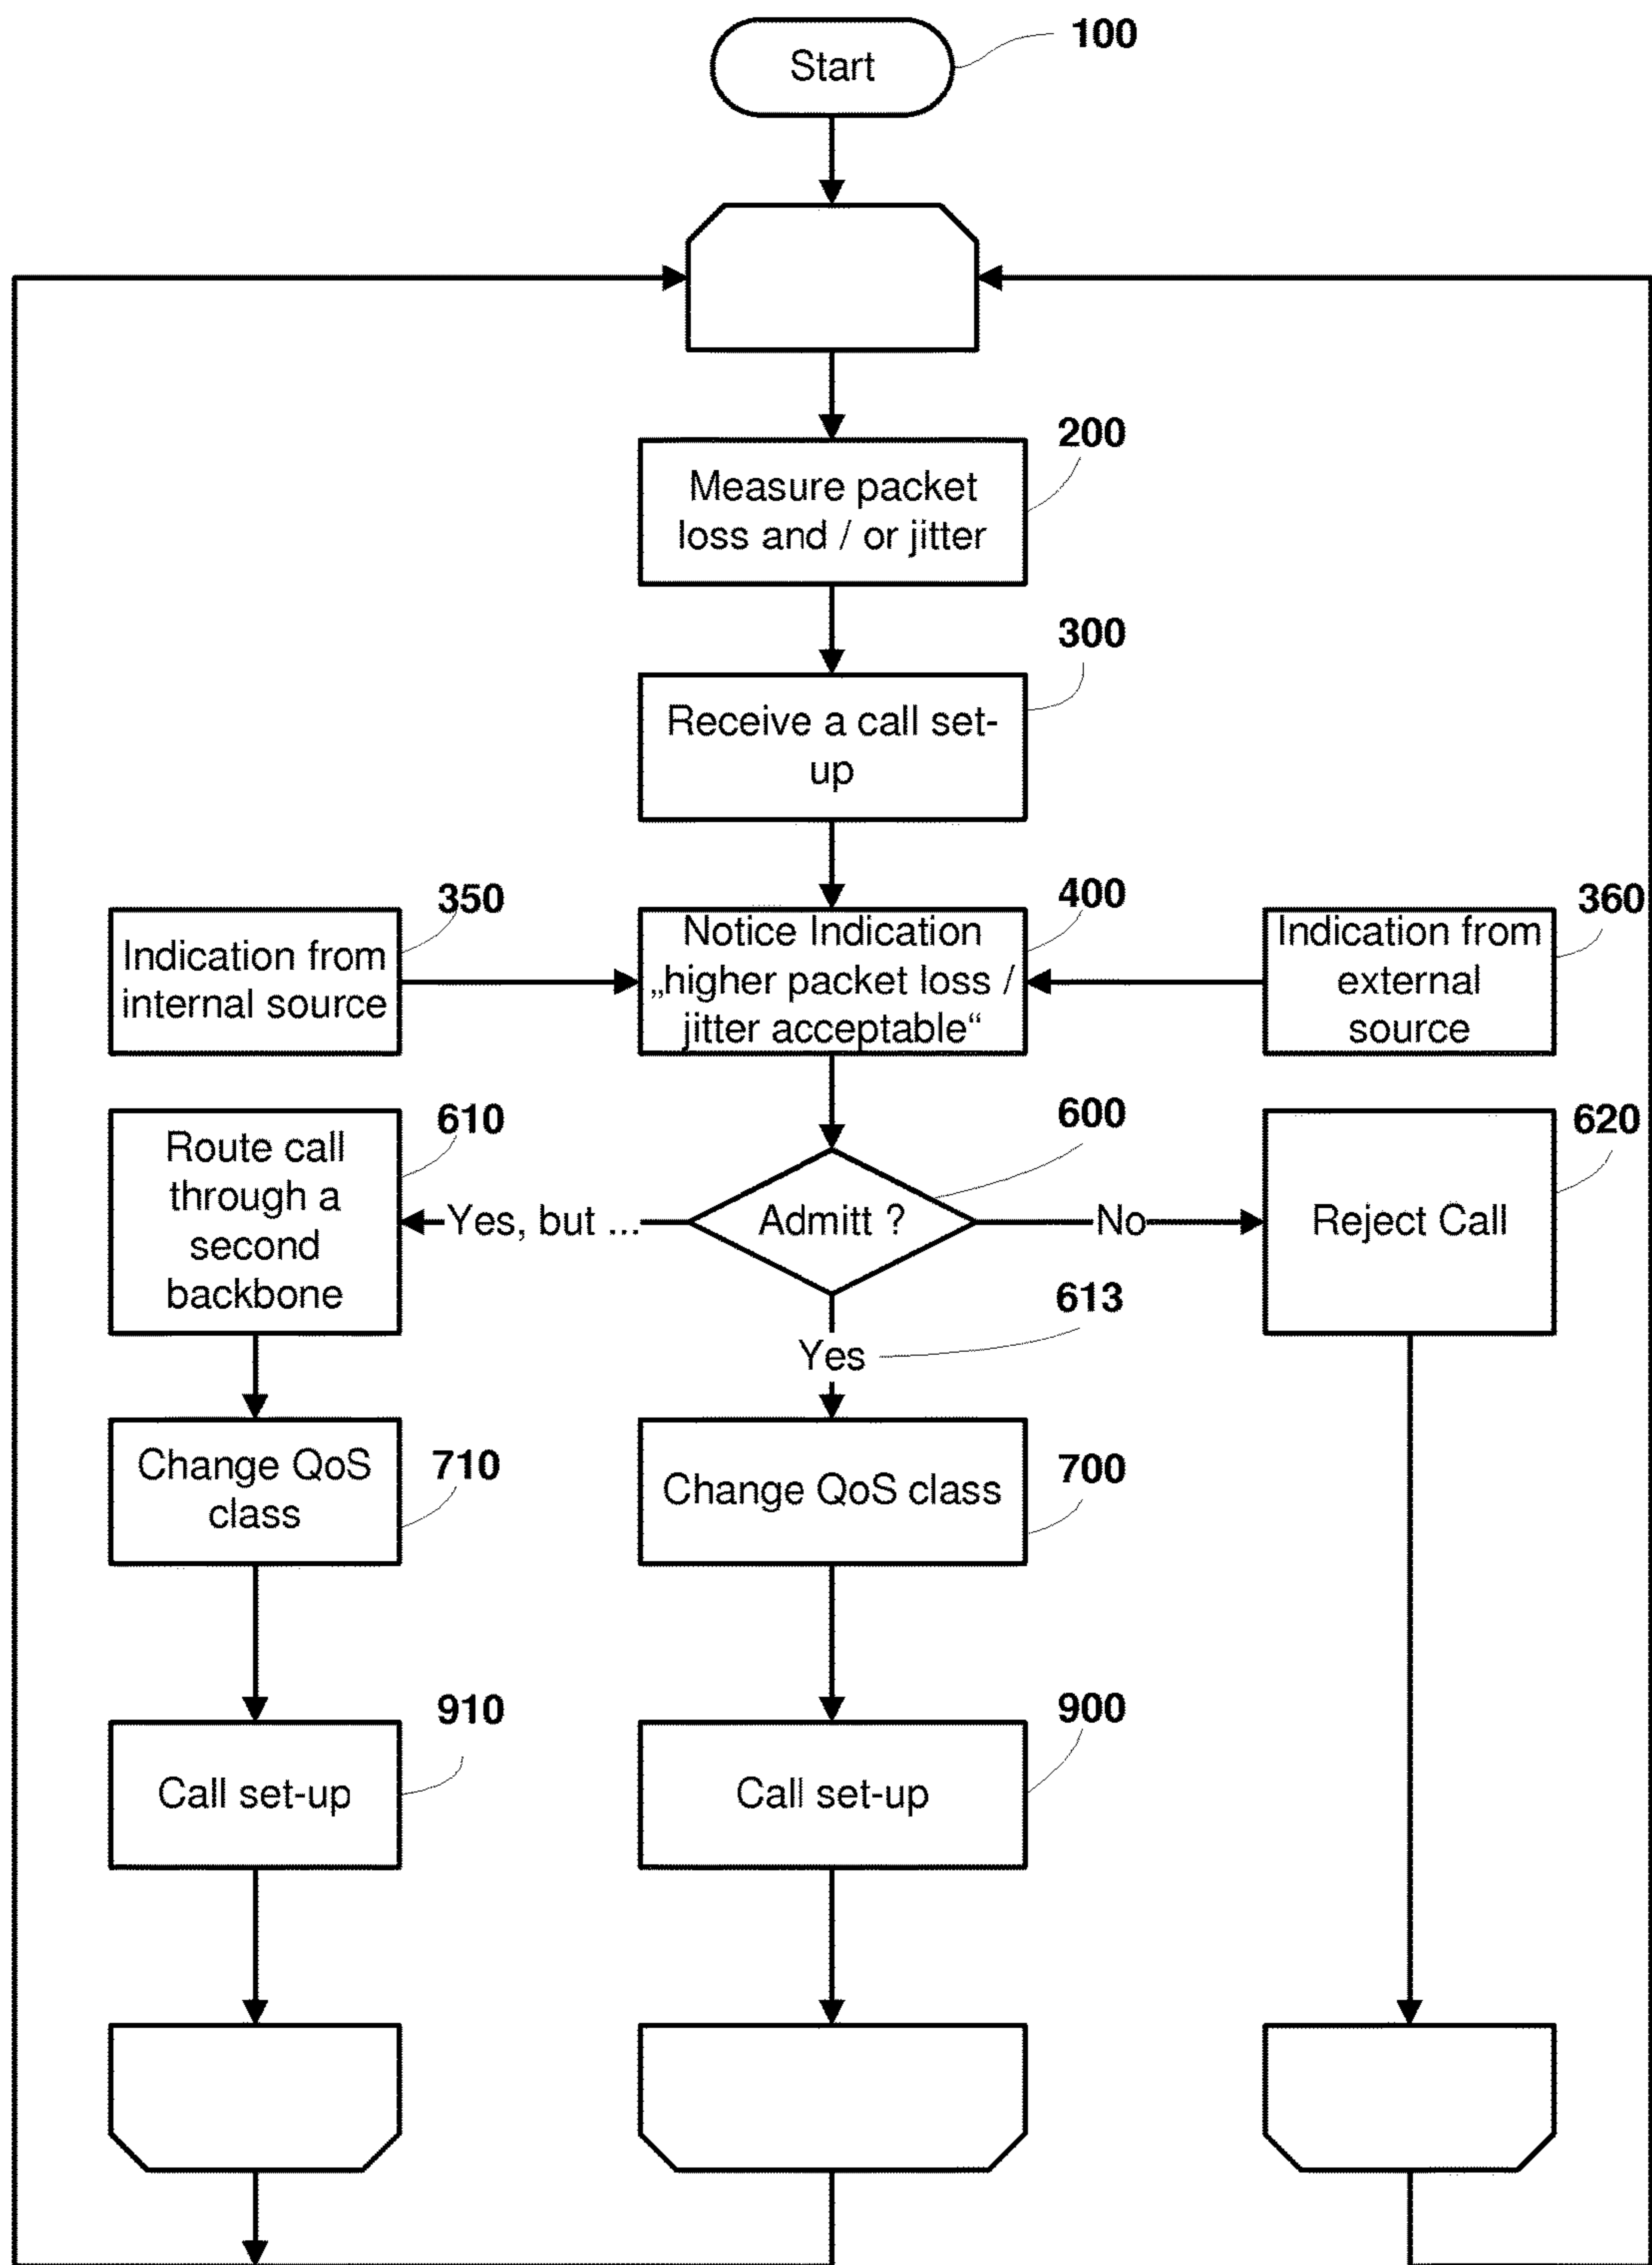 Start
100
200
Measure packet
loss and / or jitter
300
Receive a call set-
up
350
Indication from
internal source
400
Notice Indication
„higher packet loss /
jitter acceptable“
360
Indication from
external
source
610
Route call
through a
second
backbone
Yes, but ...
600
Admitt ?
No
620
Reject Call
613
Yes
Change QoS
class
710
Change QoS class
700
910
Call set-up
900
Call set-up